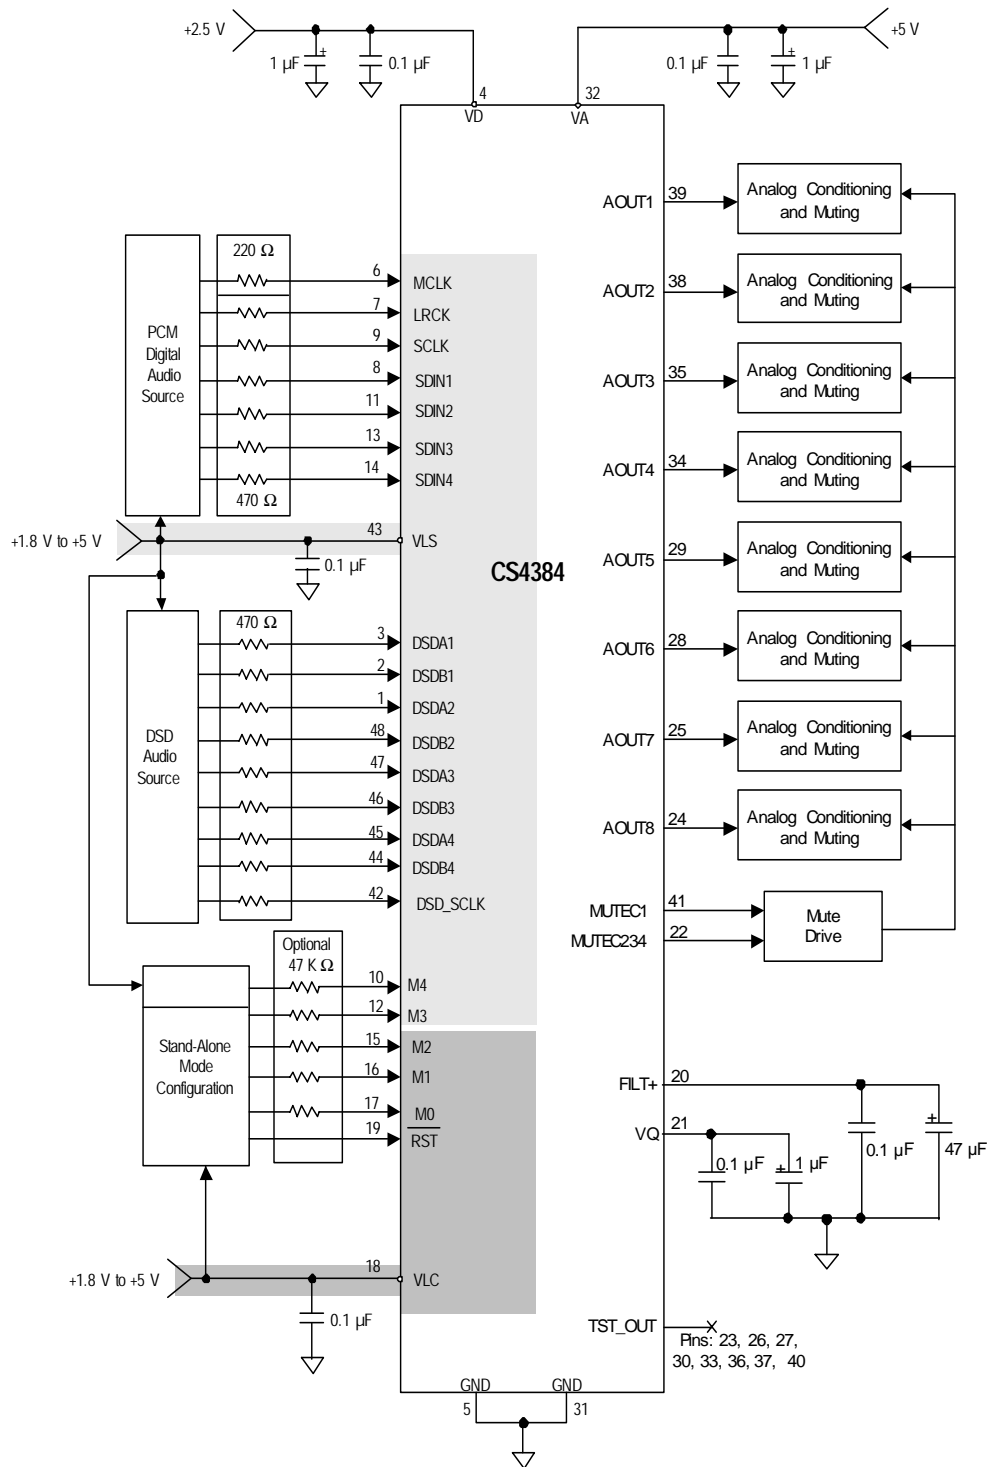 +2.5 V
+5 V
1 µF
+
0.1 µF
0.1 µF
+
1 µF
4
32
VD
VA
220 Ω
PCM
Digital
Audio
Source
470 Ω
6
MCLK
7
LRCK
9
SCLK
8
SDIN1
11
SDIN2
13
SDIN3
14
SDIN4
+1.8 V to +5 V
43
VLS
0.1 µF
CS4384
470 Ω
DSD
Audio
Source
3
DSDA1
2
DSDB1
1
DSDA2
48
DSDB2
47
DSDA3
46
DSDB3
45
DSDA4
44
DSDB4
42
DSD_SCLK
Optional
47 K Ω
Stand-Alone
Mode
Configuration
10
M4
12
M3
15
M2
16
M1
17
M0
19
RST
+1.8 V to +5 V
18
VLC
0.1 µF
AOUT1
39
Analog Conditioning
and Muting
AOUT2
38
Analog Conditioning
and Muting
AOUT3
35
Analog Conditioning
and Muting
AOUT4
34
Analog Conditioning
and Muting
AOUT5
29
Analog Conditioning
and Muting
AOUT6
28
Analog Conditioning
and Muting
AOUT7
25
Analog Conditioning
and Muting
AOUT8
24
Analog Conditioning
and Muting
MUTEC1
41
MUTEC234
22
Mute
Drive
FILT+
20
VQ
21
0.1 µF
+
1 µF
0.1 µF
+
47 µF
TST_OUT
Pins: 23, 26, 27,
30, 33, 36, 37, 40
GND
GND
5
31